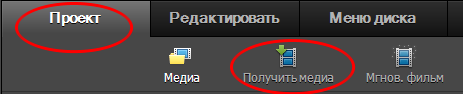 Проект Редактировать Меню диска
Медиа Получить медиа Мгнов. фильм